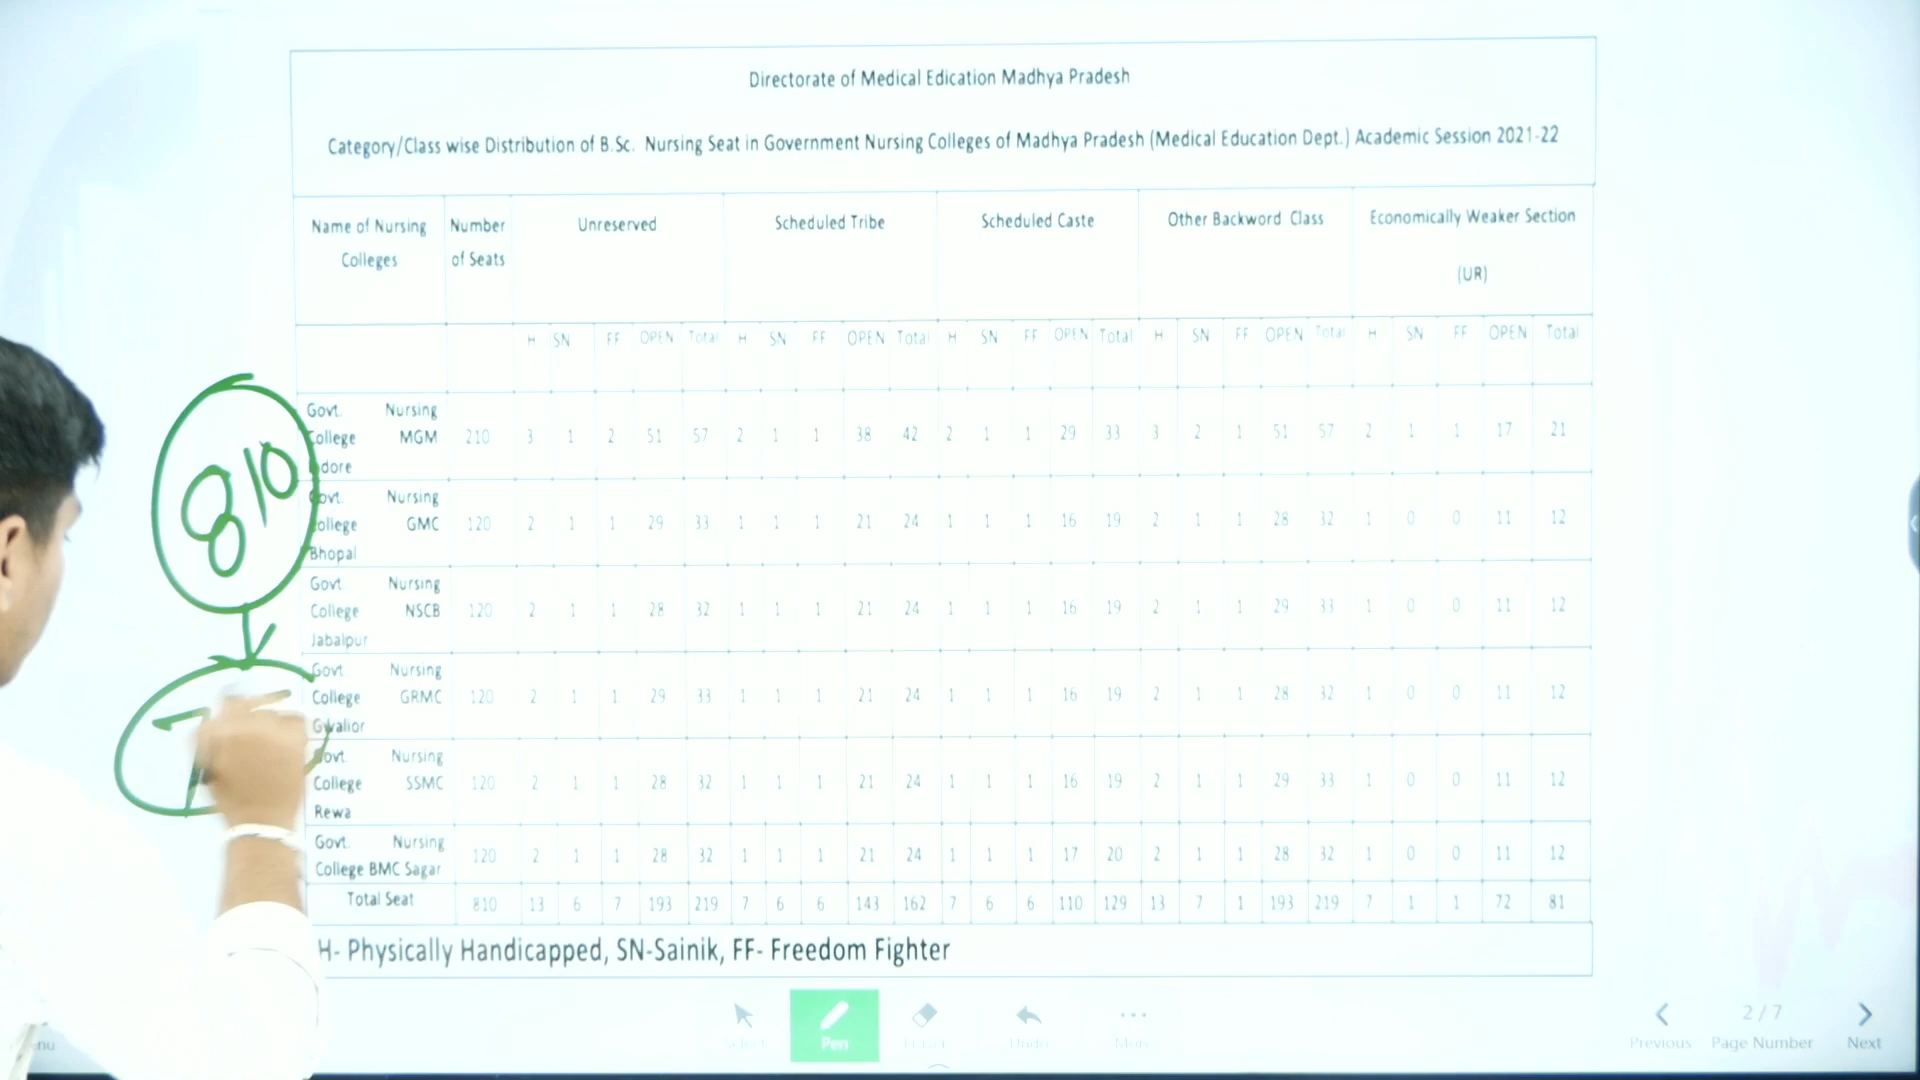 Directorate of Medical Edication Madhya Pradesh
Category/Class wise Distribution of B.Sc. Nursing Seat in Government Nursing Colleges of Madhya Pradesh (Medical Education Dept.) Academic Session 2021-22
Name of Nursing Colleges Number of Seats Unreserved Scheduled Tribe Scheduled Caste Other Backword Class Economically Weaker Section (UR)
H SN FF OPEN Total H SN FF OPEN Total H SN FF OPEN Total H SN FF OPEN Total H SN FF OPEN Total
Govt. Nursing College MGM 210 3 1 2 51 57 2 1 1 38 42 2 1 1 29 33 3 2 1 51 57 2 1 1 17 21
Nursing College GMC Bhopal 120 2 1 1 29 33 1 1 1 21 24 1 1 1 16 19 2 1 1 28 32 1 0 0 11 12
Govt Nursing College NSCB Jabalpur 120 2 1 1 28 32 1 1 1 21 24 1 1 1 16 19 2 1 1 29 33 1 0 0 11 12
Govt Nursing College GRMC Gwalior 120 2 1 1 29 33 1 1 1 21 24 1 1 1 16 19 2 1 1 28 32 1 0 0 11 12
Nursing College SSMC Rewa 120 2 1 1 28 32 1 1 1 21 24 1 1 1 16 19 2 1 1 29 33 1 0 0 11 12
Govt. Nursing College BMC Sagar 120 2 1 1 28 32 1 1 1 21 24 1 1 1 17 20 2 1 1 28 32 1 0 0 11 12
Total Seat 810 13 6 7 193 219 7 6 6 143 162 7 6 6 110 129 13 7 1 193 219 7 1 1 72 81
H- Physically Handicapped, SN-Sainik, FF- Freedom Fighter
810
7
Select Pen Eraser Undo More
Previous 2 / 7 Page Number Next